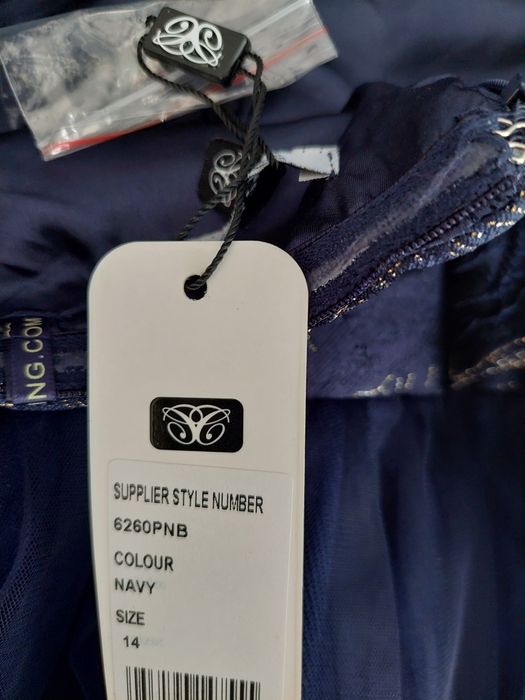 NG.COM
SUPPLIER STYLE NUMBER
6260PNB
COLOUR
NAVY
SIZE
14